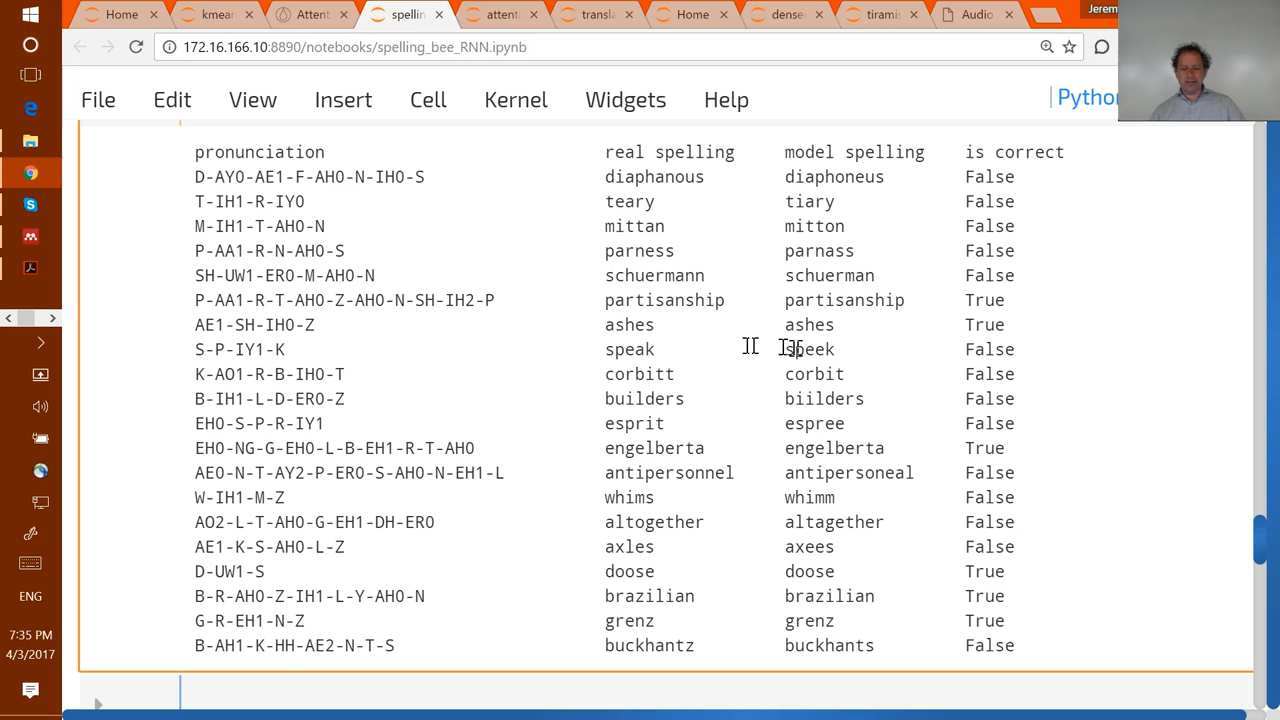 Home kmean Attent spellin attenti transla Home dense tiramis Audio Jerem
172.16.166.10:8890/notebooks/spelling_bee_RNN.ipynb
File Edit View Insert Cell Kernel Widgets Help Pytho
pronunciation real spelling model spelling is correct
D-AY0-AE1-F-AH0-N-IH0-S diaphanous diaphoneus False
T-IH1-R-IY0 teary tiary False
M-IH1-T-AH0-N mittan mitton False
P-AA1-R-N-AH0-S parness parnass False
SH-UW1-ER0-M-AH0-N schuermann schuerman False
P-AA1-R-T-AH0-Z-AH0-N-SH-IH2-P partisanship partisanship True
AE1-SH-IH0-Z ashes ashes True
S-P-IY1-K speak speek False
K-AO1-R-B-IH0-T corbitt corbit False
B-IH1-L-D-ER0-Z builders biilders False
EH0-S-P-R-IY1 esprit espree False
EH0-NG-G-EH0-L-B-EH1-R-T-AH0 engelberta engelberta True
AE0-N-T-AY2-P-ER0-S-AH0-N-EH1-L antipersonnel antipersoneal False
W-IH1-M-Z whims whimm False
AO2-L-T-AH0-G-EH1-DH-ER0 altogether altagether False
AE1-K-S-AH0-L-Z axles axees False
D-UW1-S doose doose True
B-R-AH0-Z-IH1-L-Y-AH0-N brazilian brazilian True
G-R-EH1-N-Z grenz grenz True
B-AH1-K-HH-AE2-N-T-S buckhantz buckhants False
ENG
7:35 PM
4/3/2017